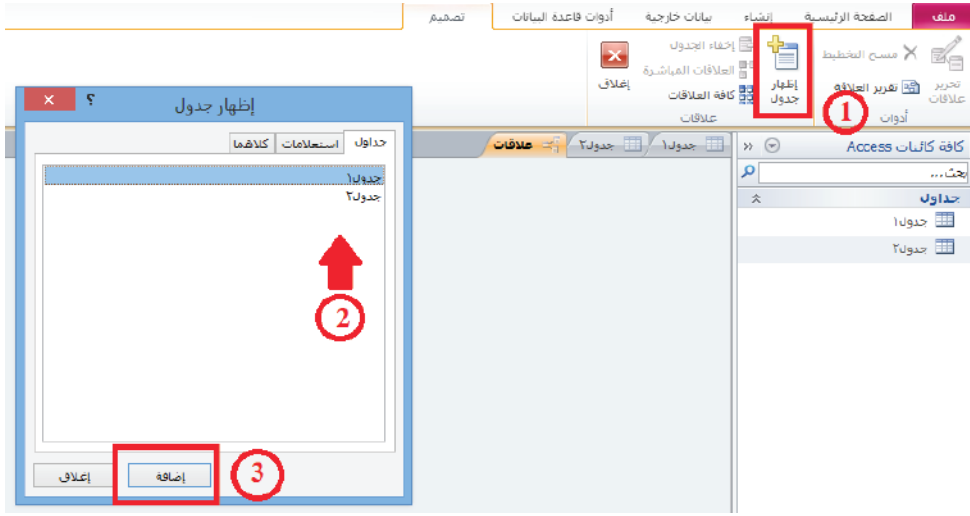 ملف الصفحة الرئيسية إنشاء بيانات خارجية أدوات قاعدة البيانات تصميم
تحرير علاقات
مسح التخطيط
تقرير العلاقة
أدوات
إظهار جدول
إخفاء الجدول
العلاقات المباشرة
كافة العلاقات
علاقات
إغلاق
1
كافة كائنات Access
بحث...
جداول
جدول١
جدول٢
جدول١ جدول٢ علاقات
إظهار جدول
؟
جداول استعلامات كلاهما
جدول١
جدول٢
2
إضافة إغلاق
3